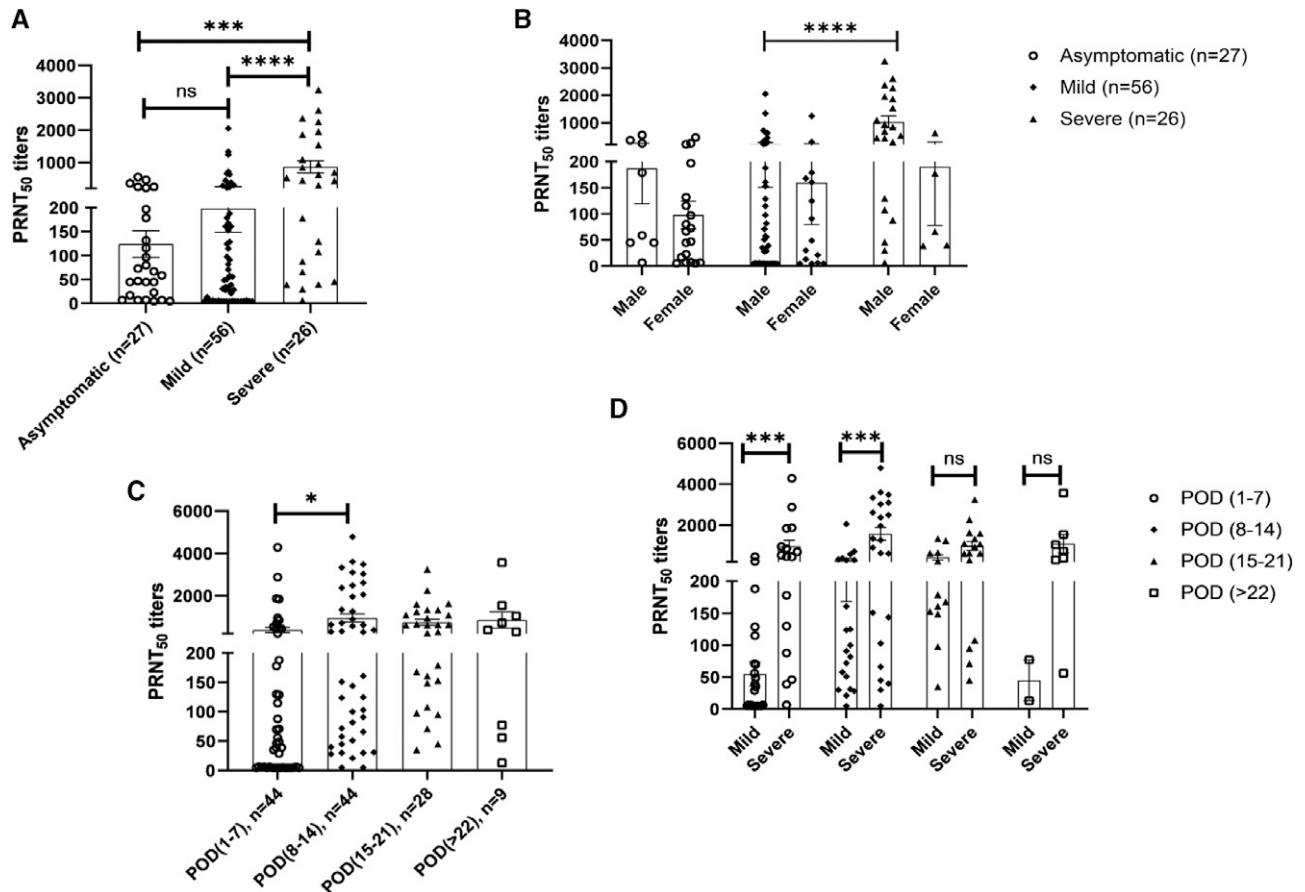 A
***
****
ns
PRNT50 titers
4000
3000
2000
1000
200
150
100
50
0
Asymptomatic (n=27)
Mild (n=56)
Severe (n=26)
B
****
PRNT50 titers
4000
3000
2000
1000
200
150
100
50
0
Male
Female
Male
Female
Male
Female
Asymptomatic (n=27)
Mild (n=56)
Severe (n=26)
C
*
PRNT50 titers
6000
4000
2000
200
150
100
50
0
POD(1-7), n=44
POD(8-14), n=44
POD(15-21), n=28
POD(>22), n=9
D
***
***
ns
ns
PRNT50 titers
6000
4000
2000
200
150
100
50
0
Mild
Severe
Mild
Severe
Mild
Severe
Mild
Severe
POD (1-7)
POD (8-14)
POD (15-21)
POD (>22)